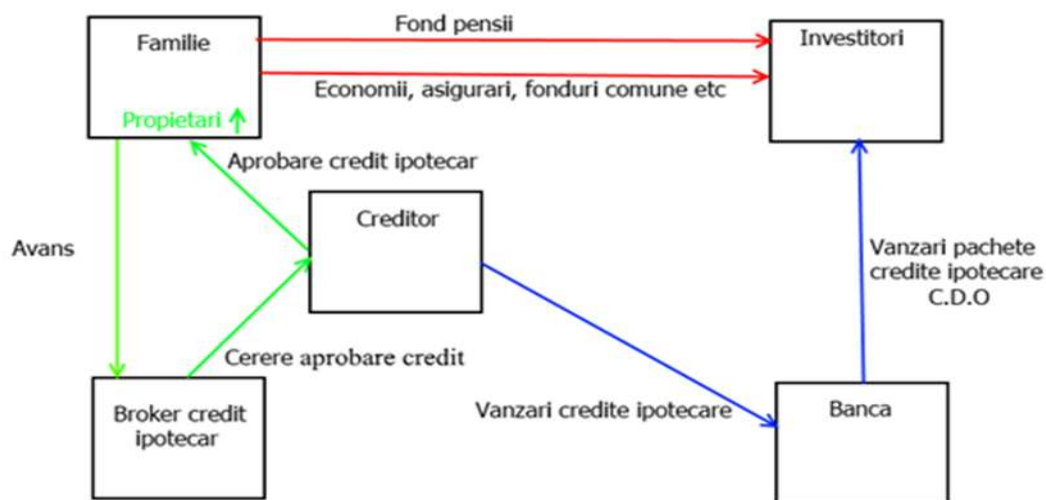 Familie
Fond pensii
Investitori
Economii, asigurari, fonduri comune etc
Propietari
Aprobare credit ipotecar
Creditor
Avans
Vanzari pachete
credite ipotecare
C.D.O
Cerere aprobare credit
Broker credit
ipotecar
Vanzari credite ipotecare
Banca